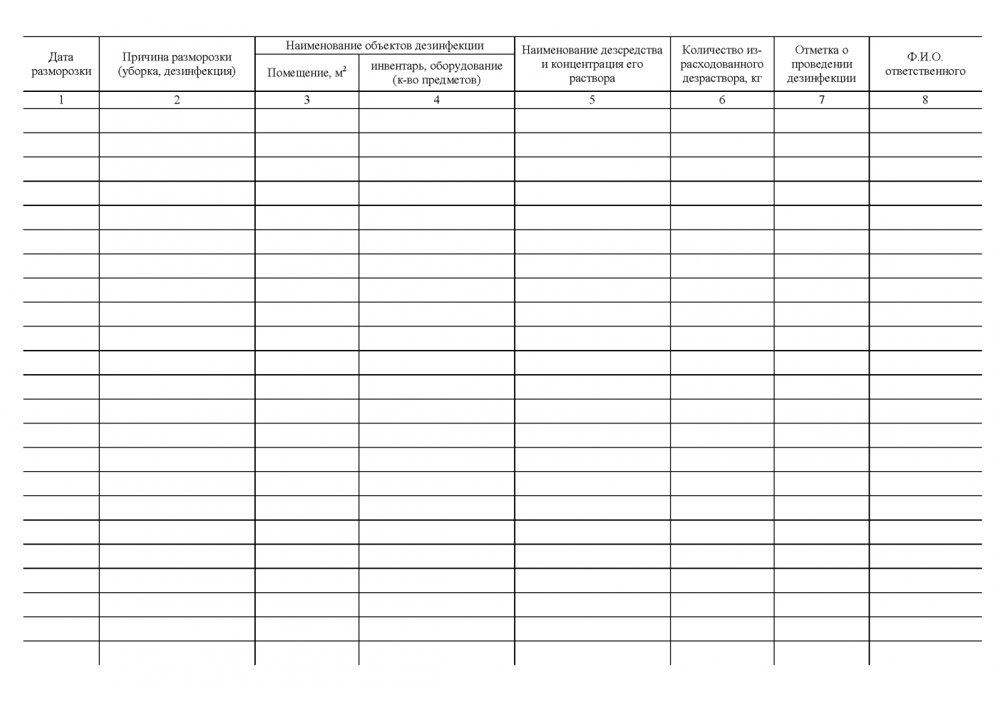 Дата
разморозки
Причина разморозки
(уборка, дезинфекция)
Наименование объектов дезинфекции
Помещение, м²
инвентарь, оборудование
(к-во предметов)
Наименование дезсредства
и концентрация его
раствора
Количество из-
расходованного
дезраствора, кг
Отметка о
проведении
дезинфекции
Ф.И.О.
ответственного
1 2 3 4 5 6 7 8